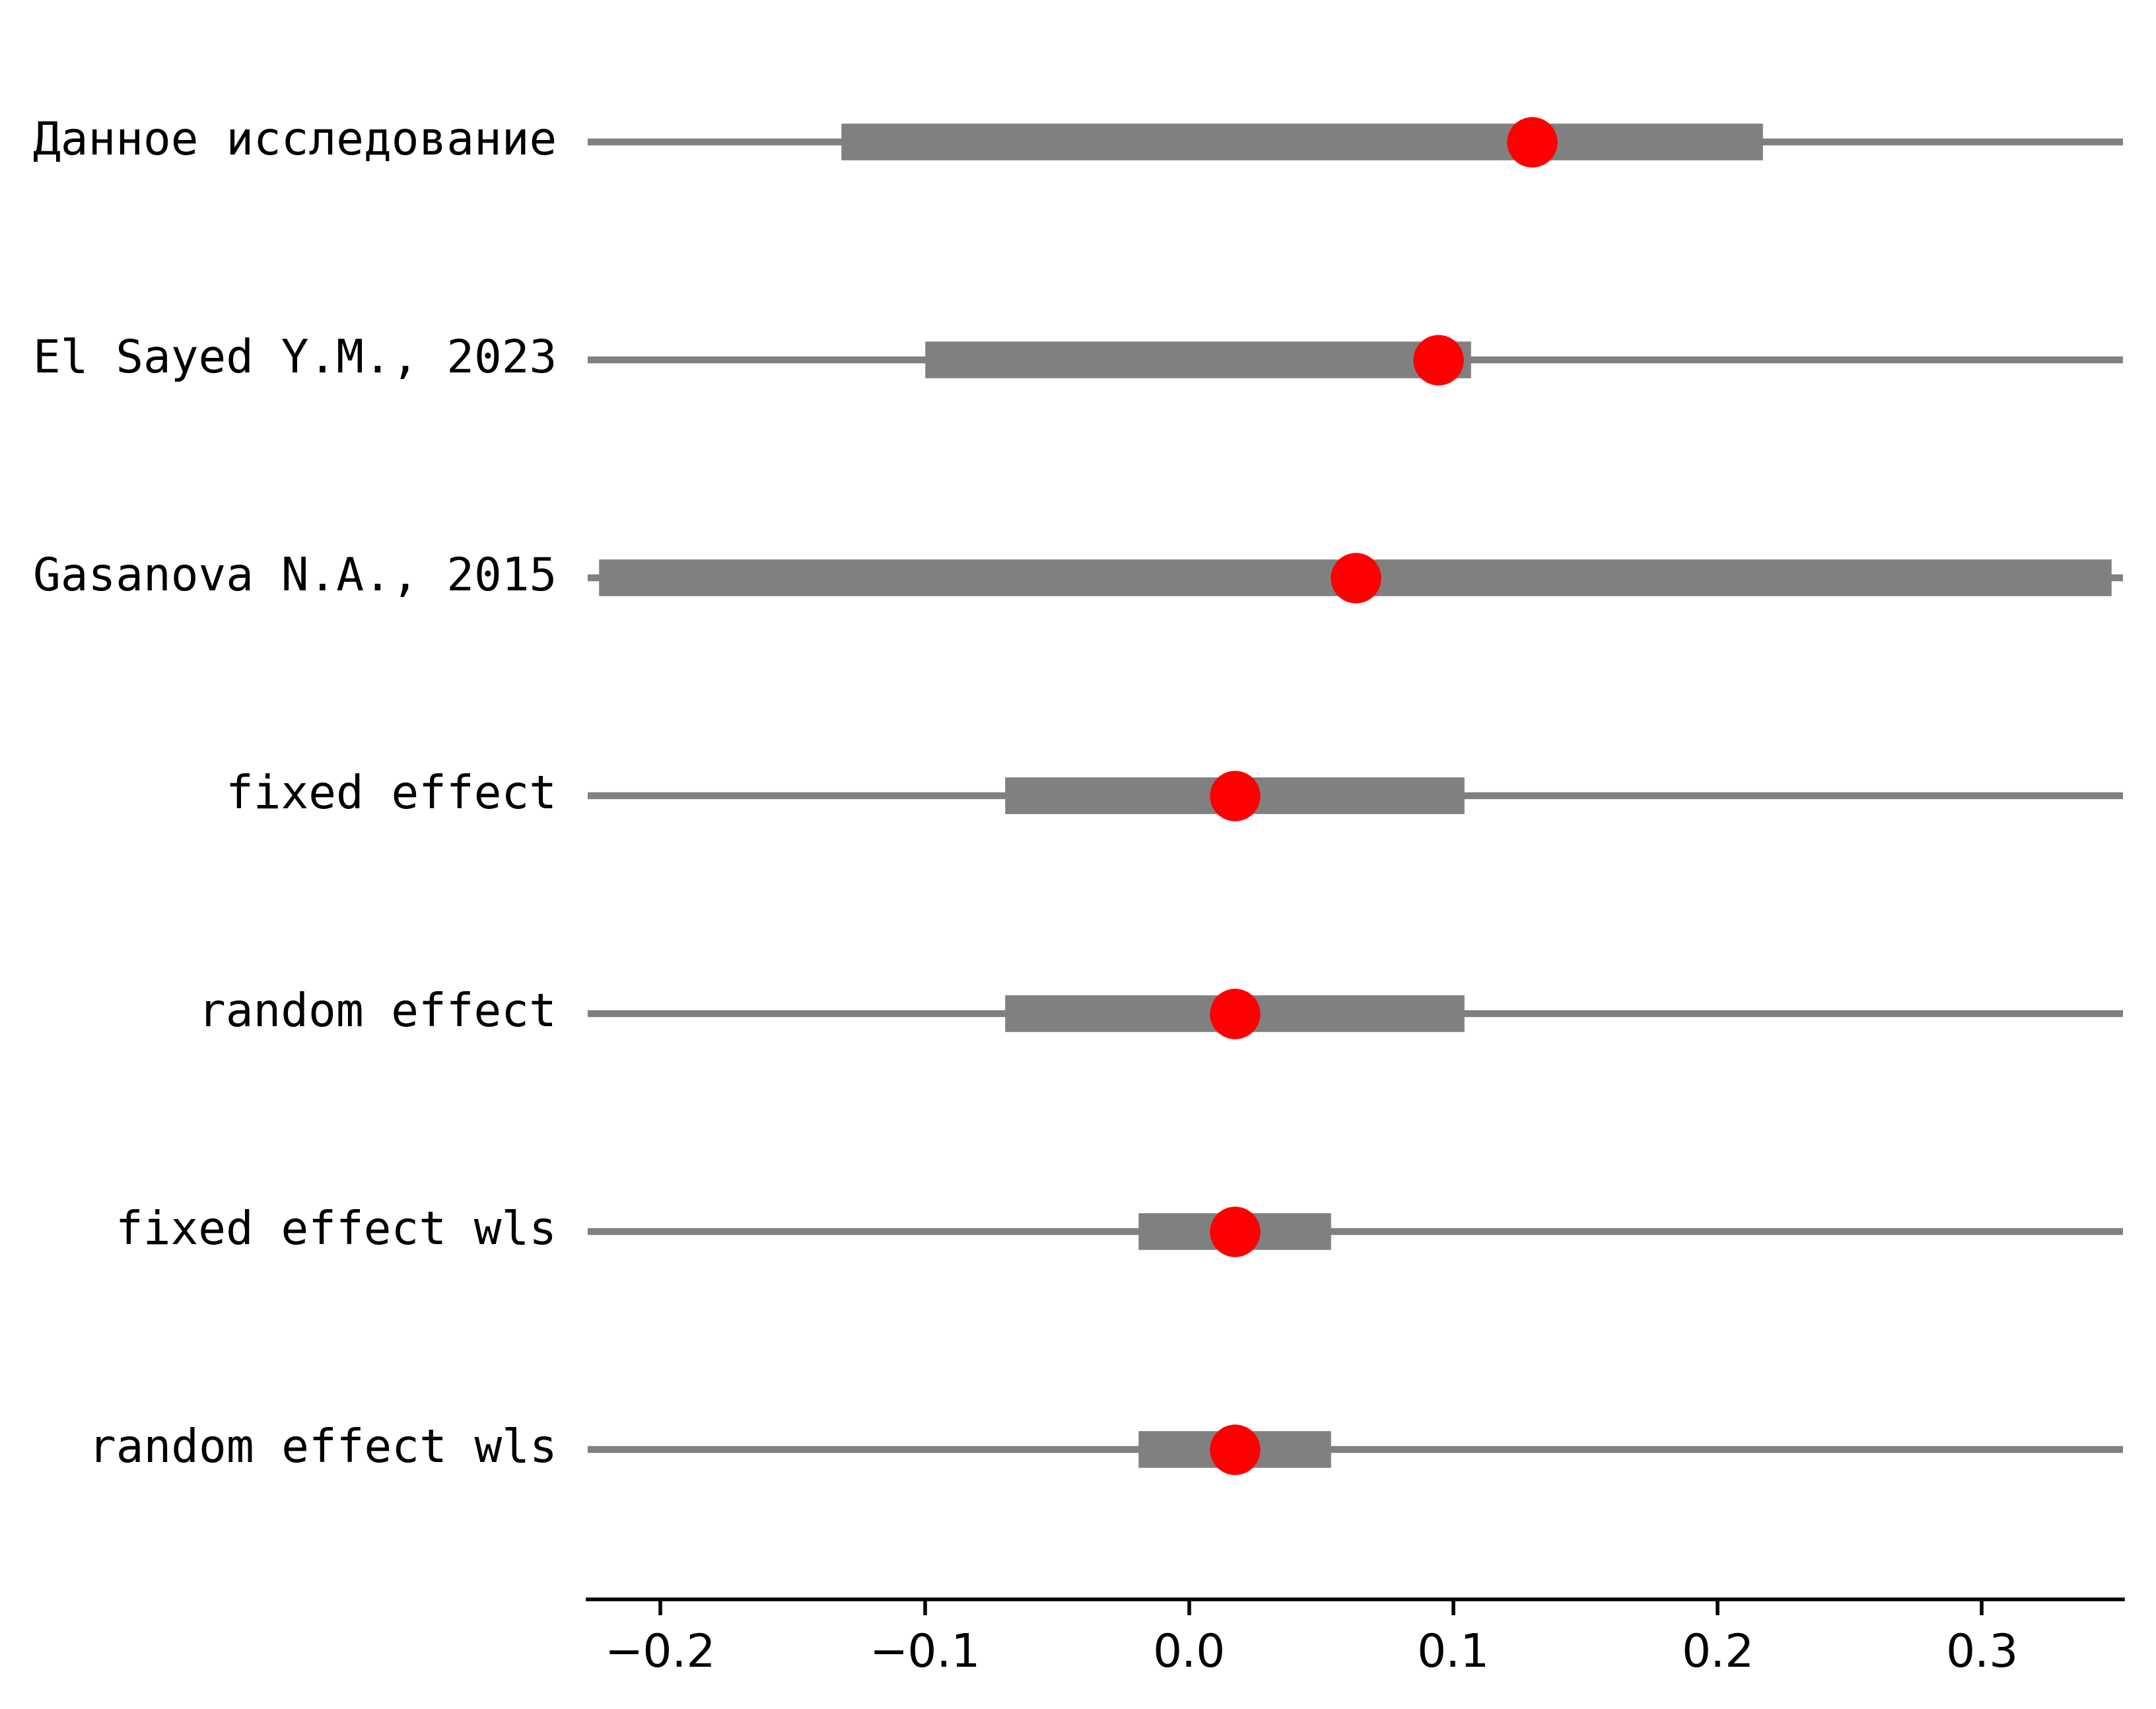 Данное исследование
El Sayed Y.M., 2023
Gasanova N.A., 2015
fixed effect
random effect
fixed effect wls
random effect wls
−0.2 −0.1 0.0 0.1 0.2 0.3